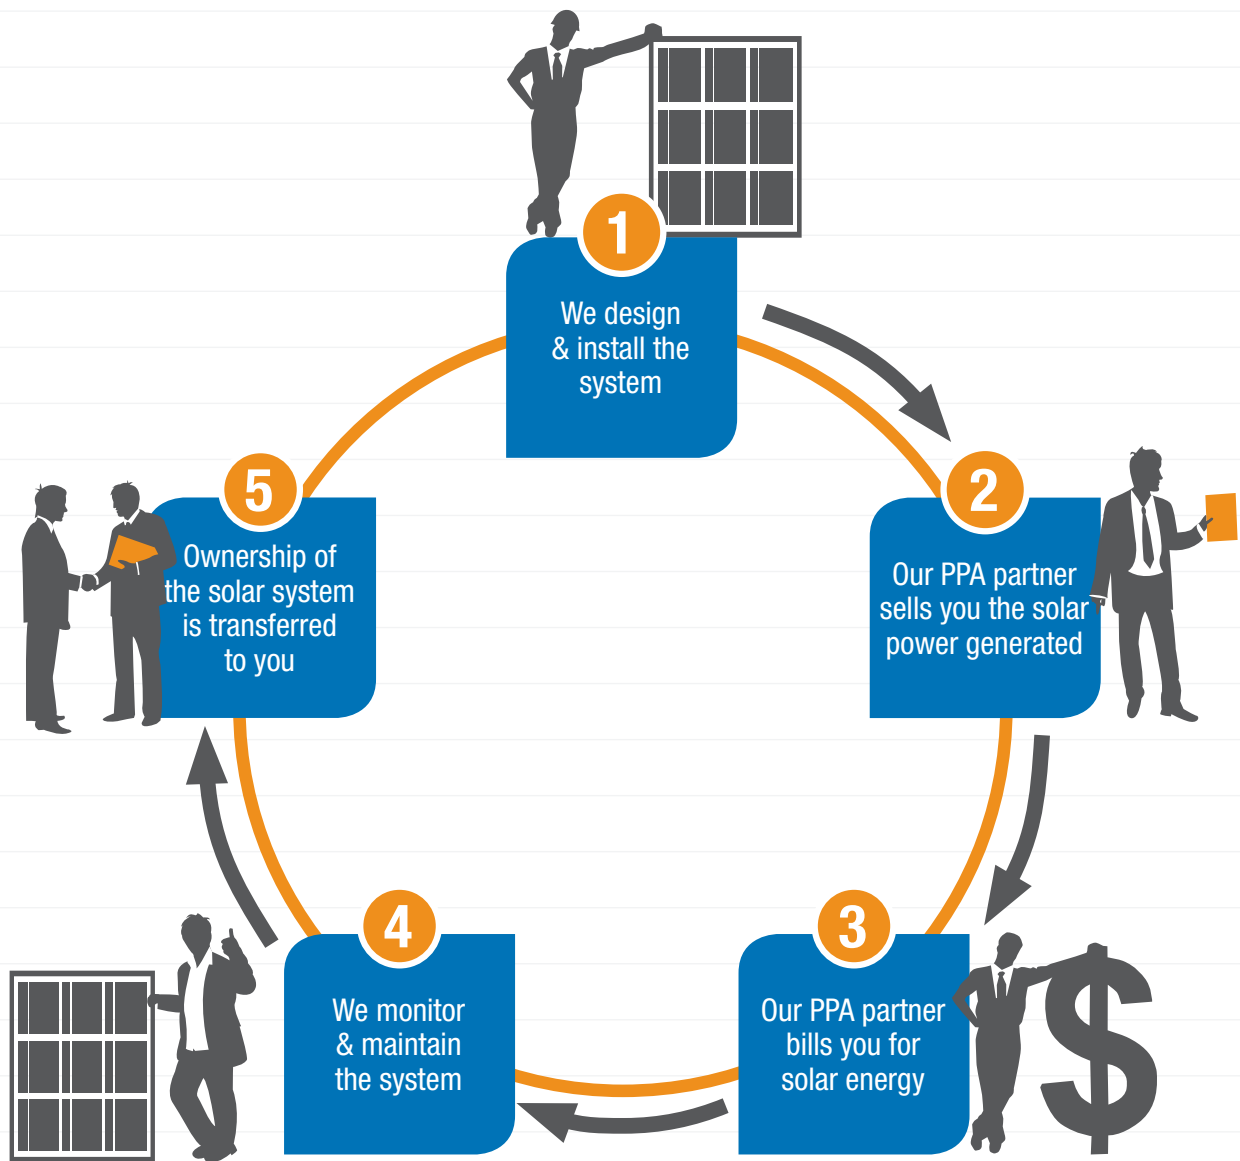 1
We design
& install the
system
2
Our PPA partner
sells you the solar
power generated
3
Our PPA partner
bills you for
solar energy
4
We monitor
& maintain
the system
5
Ownership of
the solar system
is transferred
to you
$